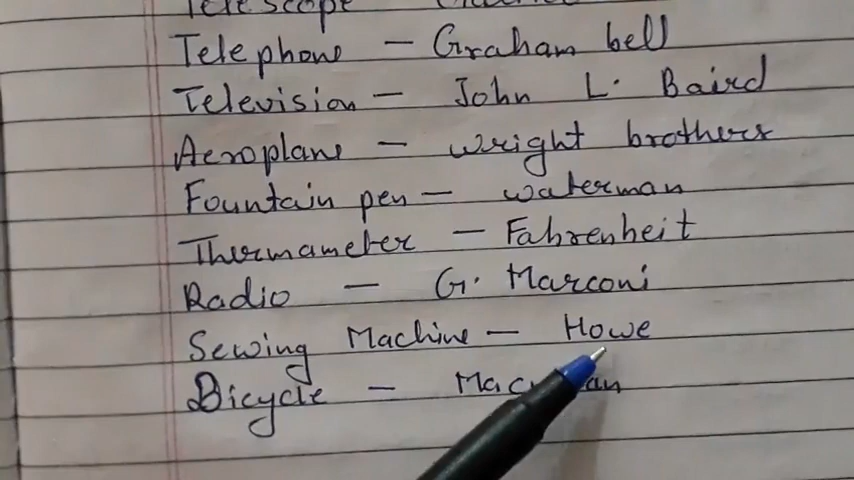 Telescope -
Telephone - Graham bell
Television - John L. Baird
Aeroplane - wright brothers
Fountain pen - waterman
Thermameter - Fahrenheit
Radio - G. Marconi
Sewing Machine - Howe
Bicycle -